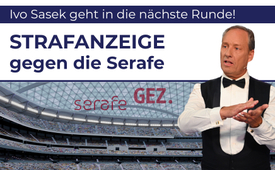 Ivo Sasek geht in die nächste Runde!
STRAFANZEIGE
gegen die Serafe
serafe GEZ.